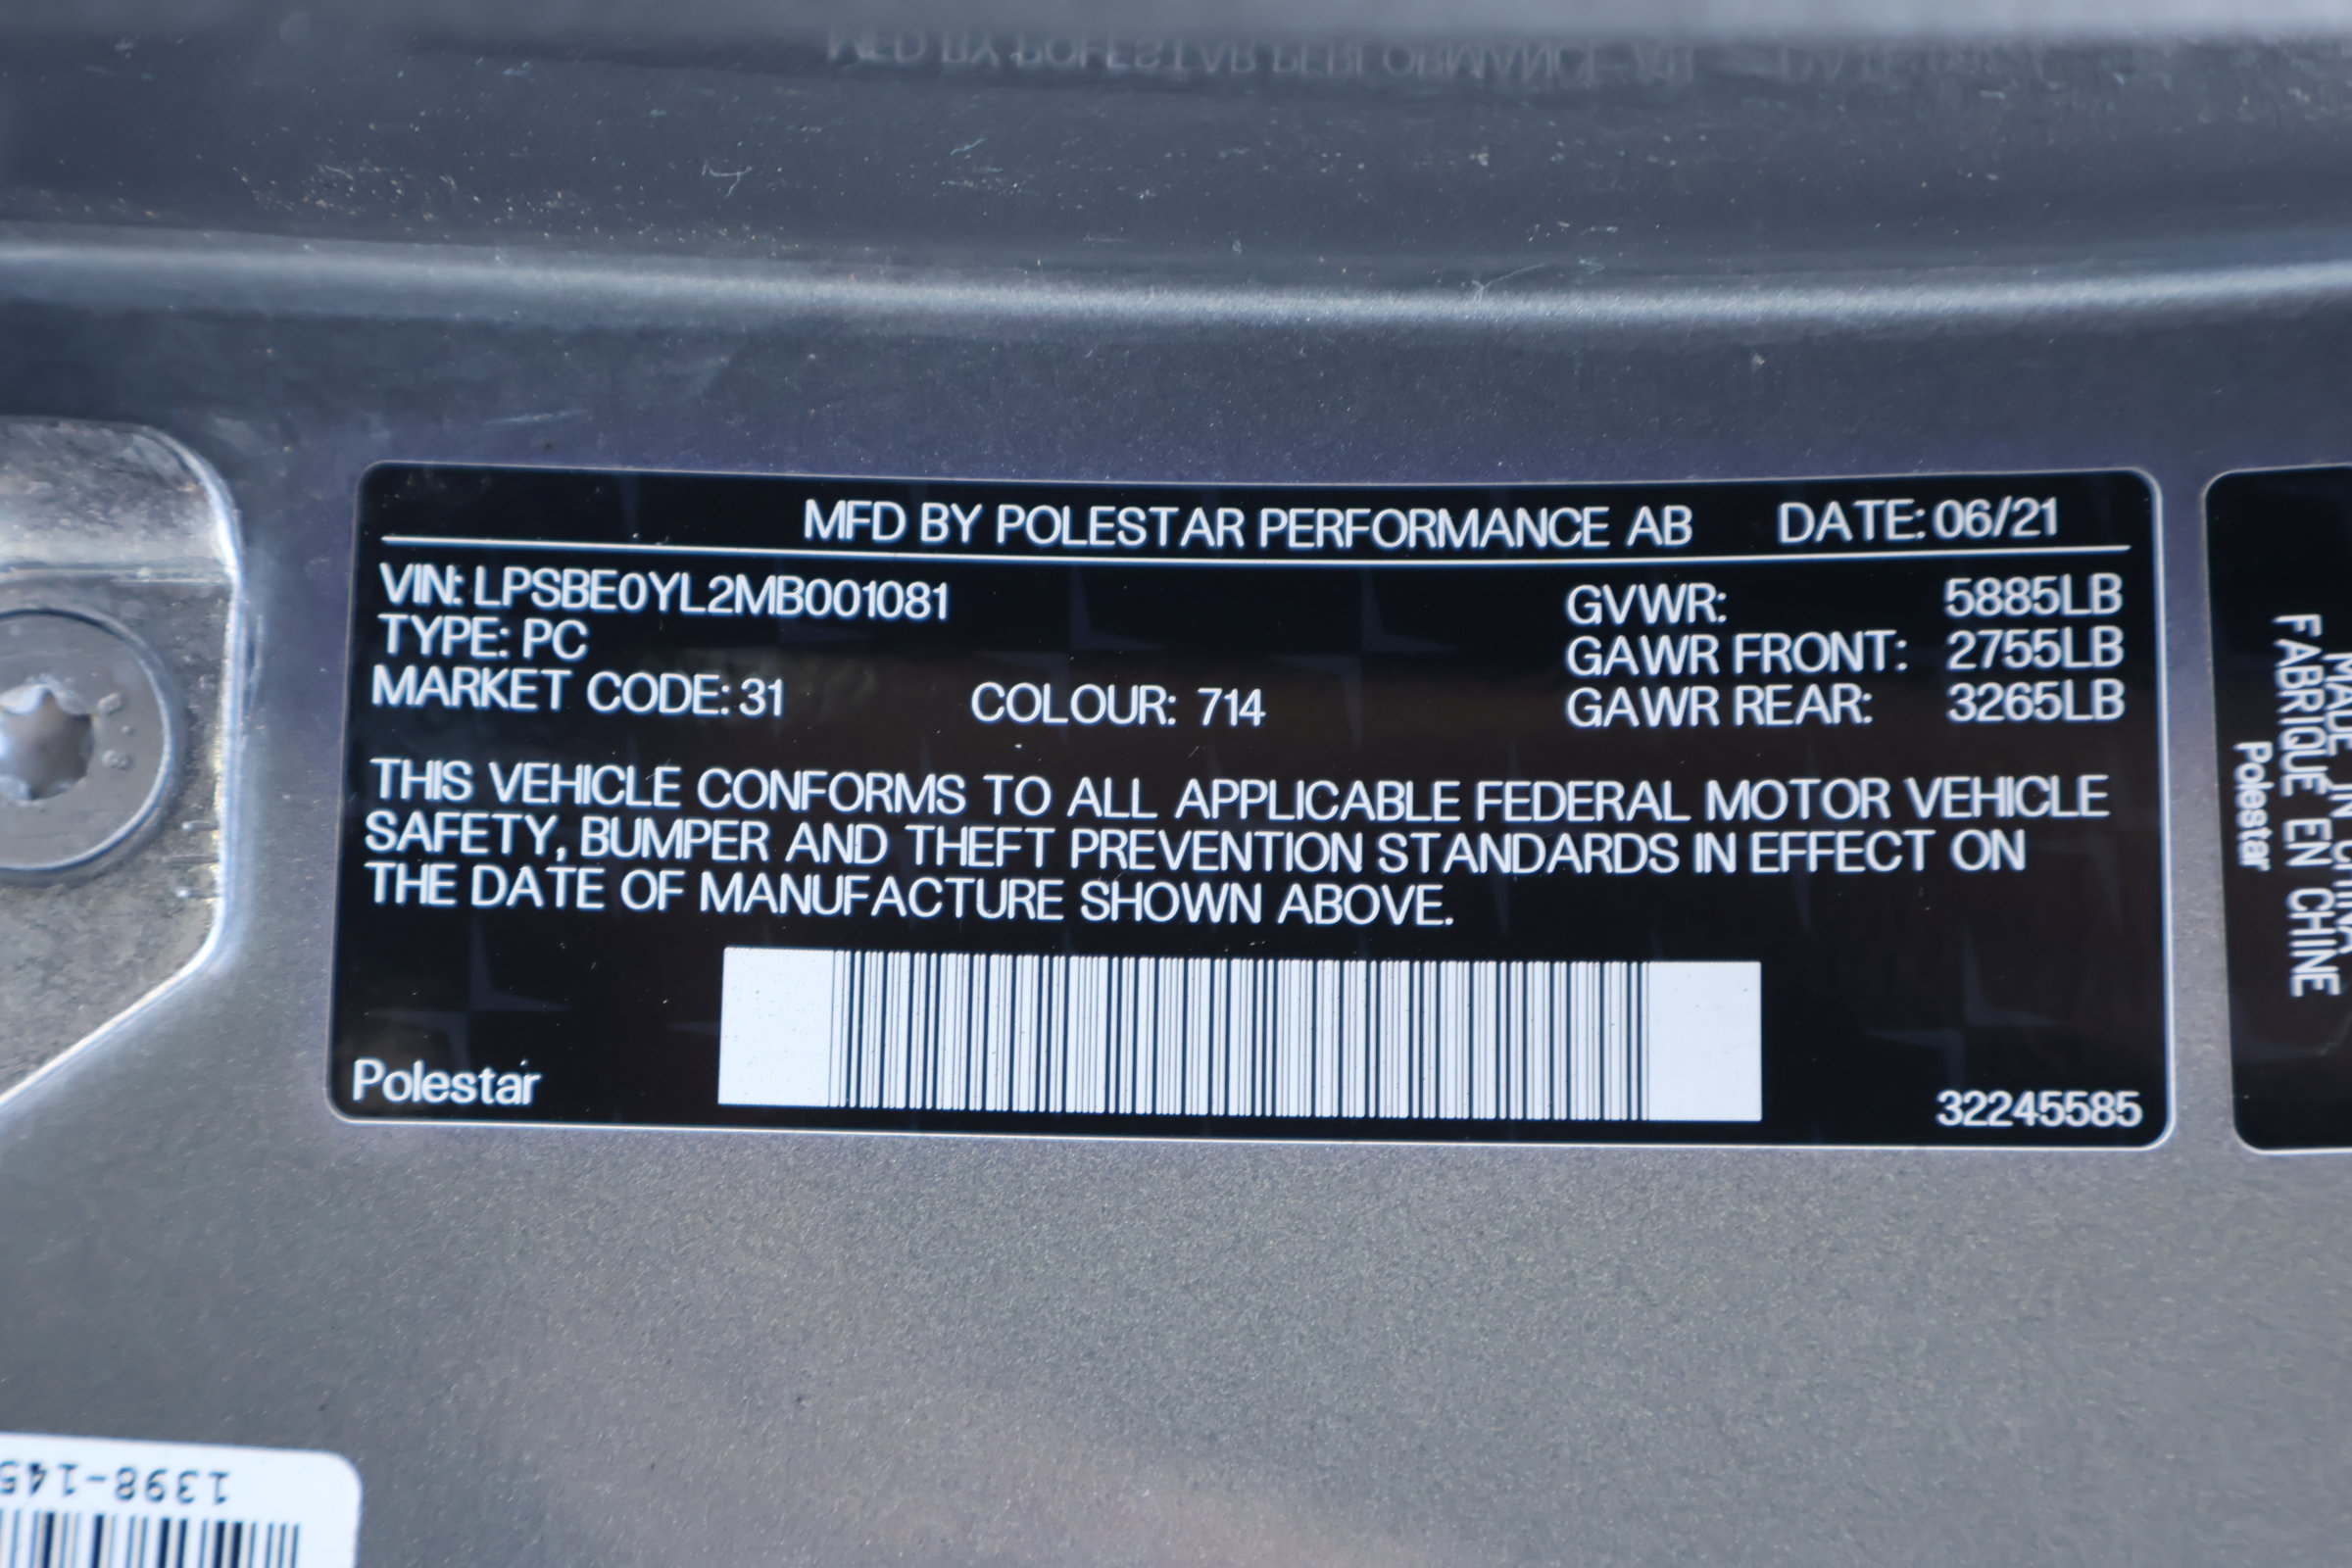 MFD BY POLESTAR PERFORMANCE AB DATE: 06/21
VIN: LPSBE0YL2MB001081
TYPE: PC
MARKET CODE: 31 COLOUR: 714
GVWR: 5885LB
GAWR FRONT: 2755LB
GAWR REAR: 3265LB
THIS VEHICLE CONFORMS TO ALL APPLICABLE FEDERAL MOTOR VEHICLE
SAFETY, BUMPER AND THEFT PREVENTION STANDARDS IN EFFECT ON
THE DATE OF MANUFACTURE SHOWN ABOVE.
Polestar
32245585
MADE IN CHINA
FABRIQUE EN CHINE
Polestar
1398-145